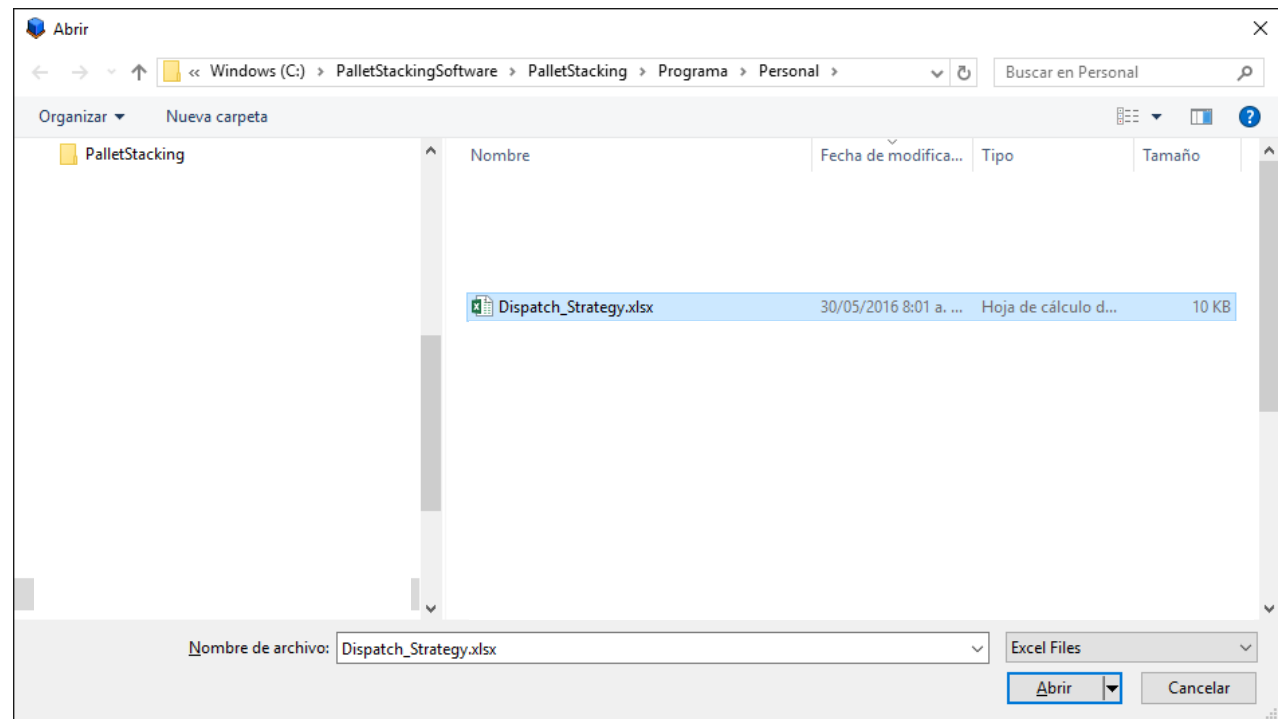 Abrir
« Windows (C:) › PalletStackingSoftware › PalletStacking › Programa › Personal ›
Buscar en Personal
Organizar Nueva carpeta
PalletStacking
Nombre Fecha de modifica... Tipo Tamaño
Dispatch_Strategy.xlsx 30/05/2016 8:01 a. ... Hoja de cálculo d... 10 KB
Nombre de archivo: Dispatch_Strategy.xlsx Excel Files
Abrir Cancelar